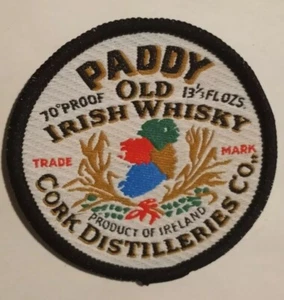 PADDY
70° PROOF OLD 13⅓ FL OZS.
IRISH WHISKY
TRADE MARK
PRODUCT OF IRELAND
CORK DISTILLERIES CO.,